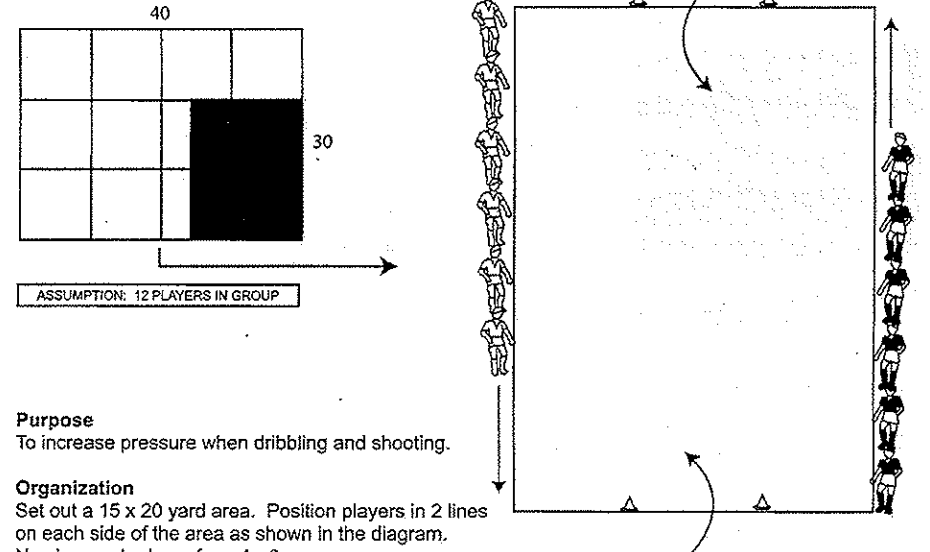 40
30
ASSUMPTION: 12 PLAYERS IN GROUP
Purpose
To increase pressure when dribbling and shooting.
Organization
Set out a 15 x 20 yard area. Position players in 2 lines
on each side of the area as shown in the diagram.